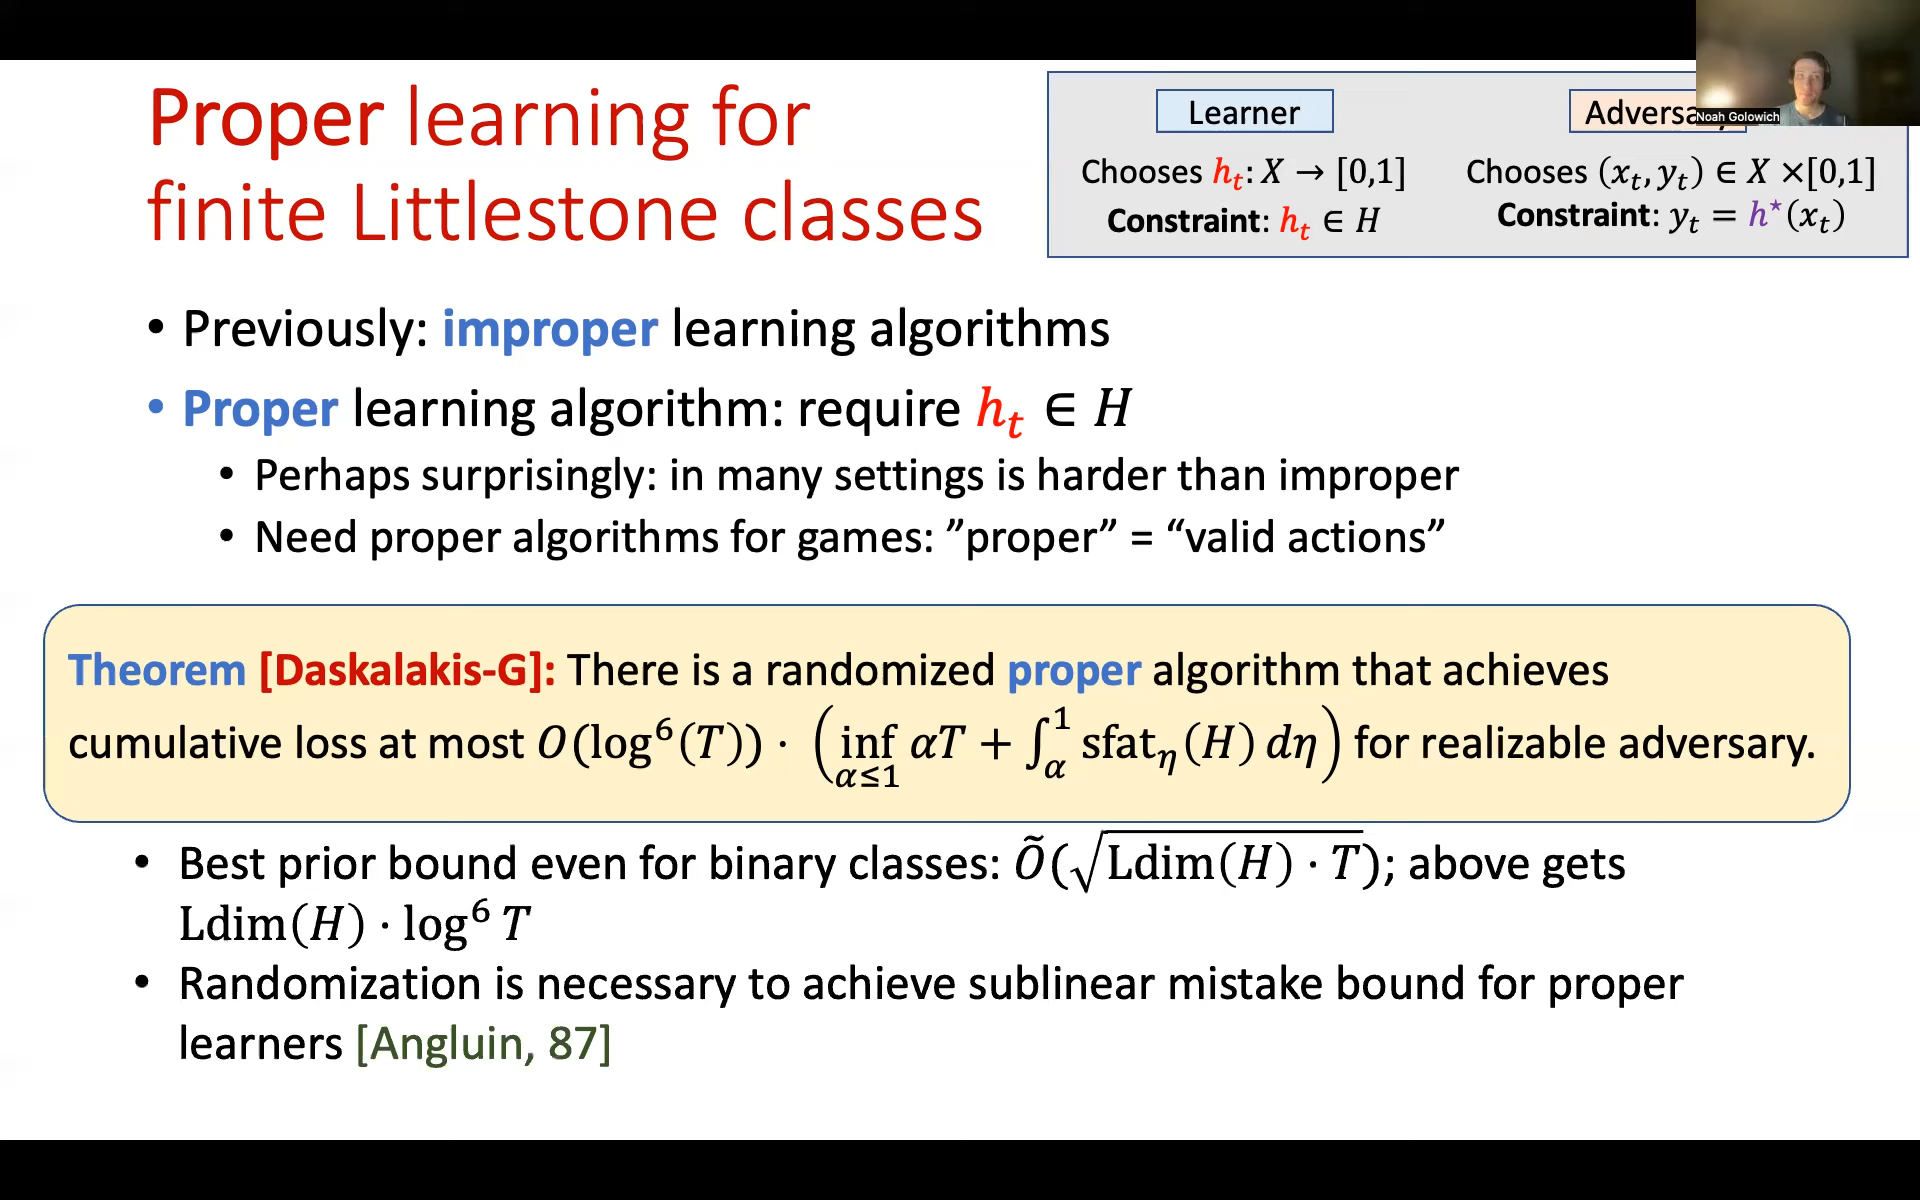 Proper learning for
finite Littlestone classes
Learner
Chooses h_t: X → [0,1]
Constraint: h_t ∈ H
Chooses (x_t, y_t) ∈ X ×[0,1]
Constraint: y_t = h⋆(x_t)
Noah Golowich
• Previously: improper learning algorithms
• Proper learning algorithm: require h_t ∈ H
• Perhaps surprisingly: in many settings is harder than improper
• Need proper algorithms for games: ”proper” = “valid actions”
Theorem [Daskalakis-G]: There is a randomized proper algorithm that achieves
cumulative loss at most O(log⁶(T)) · (inf_{α≤1} αT + ∫_α^1 sfat_η(H) dη) for realizable adversary.
• Best prior bound even for binary classes: Õ(√(Ldim(H) · T)); above gets
Ldim(H) · log⁶ T
• Randomization is necessary to achieve sublinear mistake bound for proper
learners [Angluin, 87]